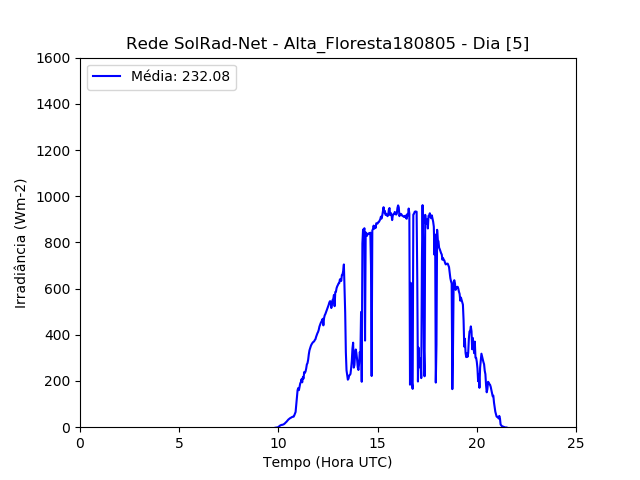 Rede SolRad-Net - Alta_Floresta180805 - Dia [5]
Média: 232.08
Irradiância (Wm-2)
1600
1400
1200
1000
800
600
400
200
0
0 5 10 15 20 25
Tempo (Hora UTC)